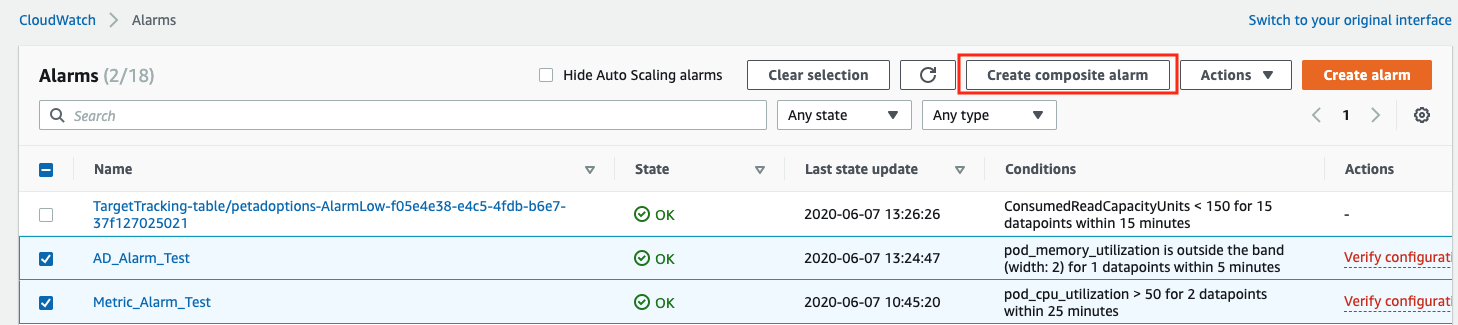 CloudWatch > Alarms
Switch to your original interface
Alarms (2/18)
Hide Auto Scaling alarms
Clear selection
Create composite alarm
Actions
Create alarm
Search
Any state
Any type
1
Name
State
Last state update
Conditions
Actions
TargetTracking-table/petadoptions-AlarmLow-f05e4e38-e4c5-4fdb-b6e7-
37f127025021
OK
2020-06-07 13:26:26
ConsumedReadCapacityUnits < 150 for 15
datapoints within 15 minutes
-
AD_Alarm_Test
OK
2020-06-07 13:24:47
pod_memory_utilization is outside the band
(width: 2) for 1 datapoints within 5 minutes
Verify configurati
Metric_Alarm_Test
OK
2020-06-07 10:45:20
pod_cpu_utilization > 50 for 2 datapoints
within 25 minutes
Verify configurati